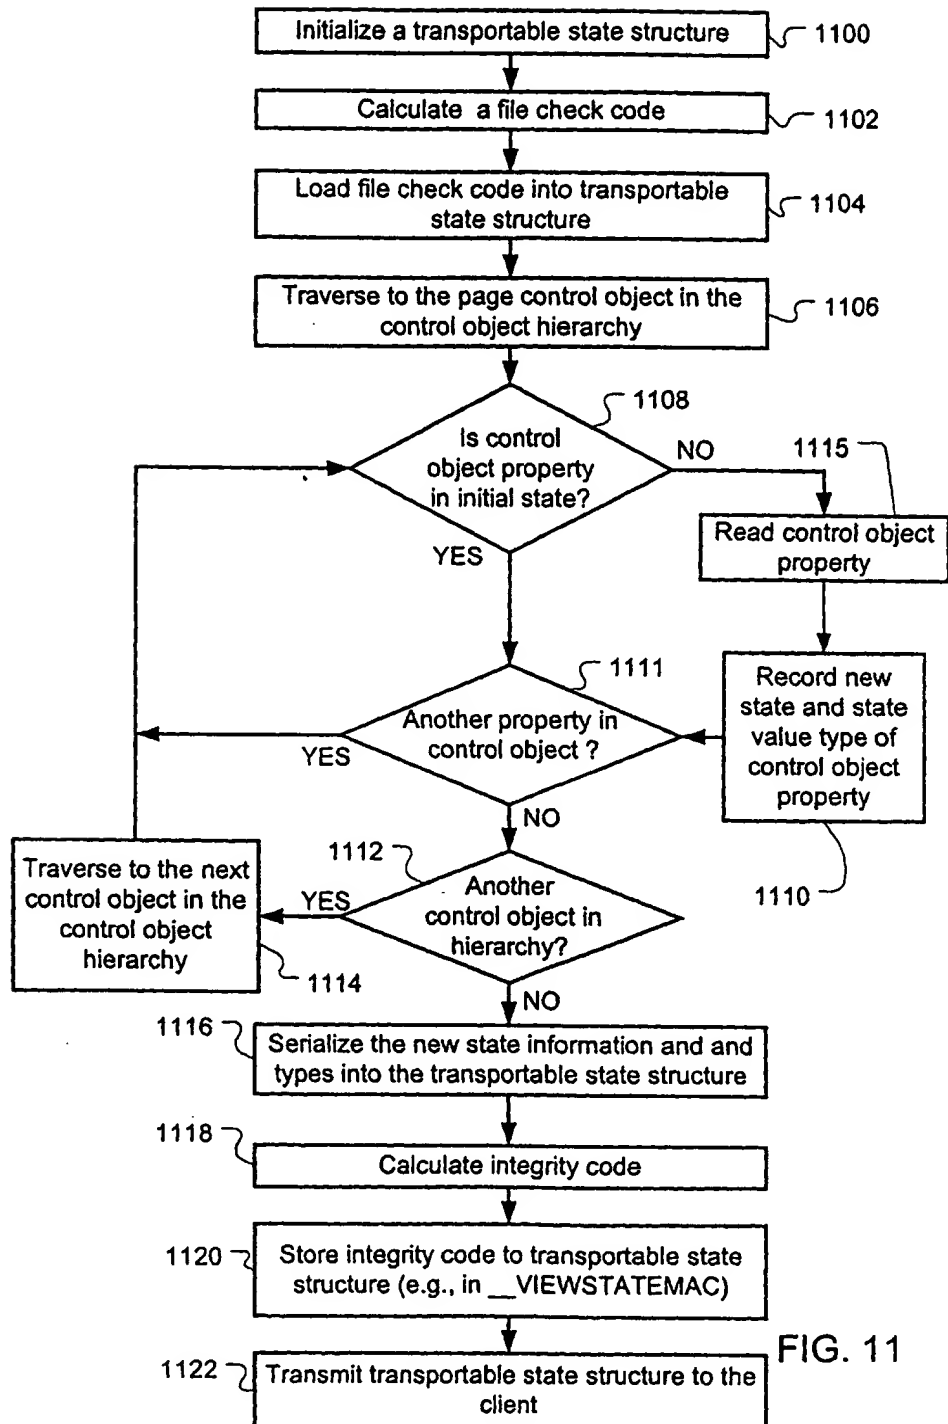 Initialize a transportable state structure
1100
Calculate a file check code
1102
Load file check code into transportable
state structure
1104
Traverse to the page control object in the
control object hierarchy
1106
1108
Is control
object property
in initial state?
NO
YES
1115
Read control object
property
1111
Another property in
control object ?
YES
NO
Record new
state and state
value type of
control object
property
1110
1112
Another
control object in
hierarchy?
YES
NO
Traverse to the next
control object in the
control object
hierarchy
1114
1116
Serialize the new state information and and
types into the transportable state structure
1118
Calculate integrity code
1120
Store integrity code to transportable state
structure (e.g., in __VIEWSTATEMAC)
1122
Transmit transportable state structure to the
client
FIG. 11